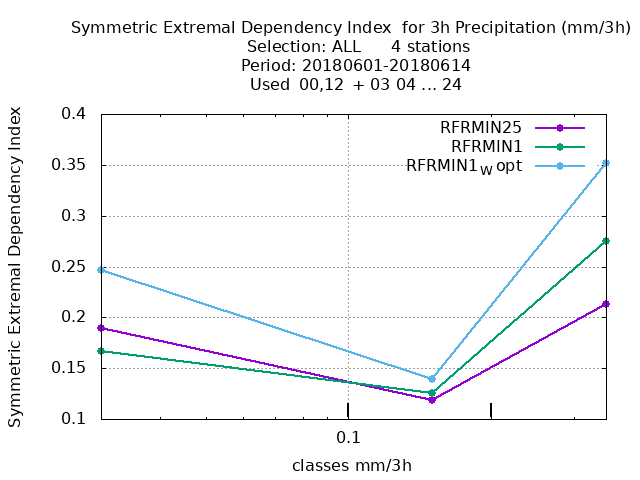 Symmetric Extremal Dependency Index  for 3h Precipitation (mm/3h)
Selection: ALL      4 stations
Period: 20180601-20180614
Used  00,12  + 03 04 ... 24
Symmetric Extremal Dependency Index
0.4
0.35
0.3
0.25
0.2
0.15
0.1
RFRMIN25
RFRMIN1
RFRMIN1W opt
0.1
classes mm/3h